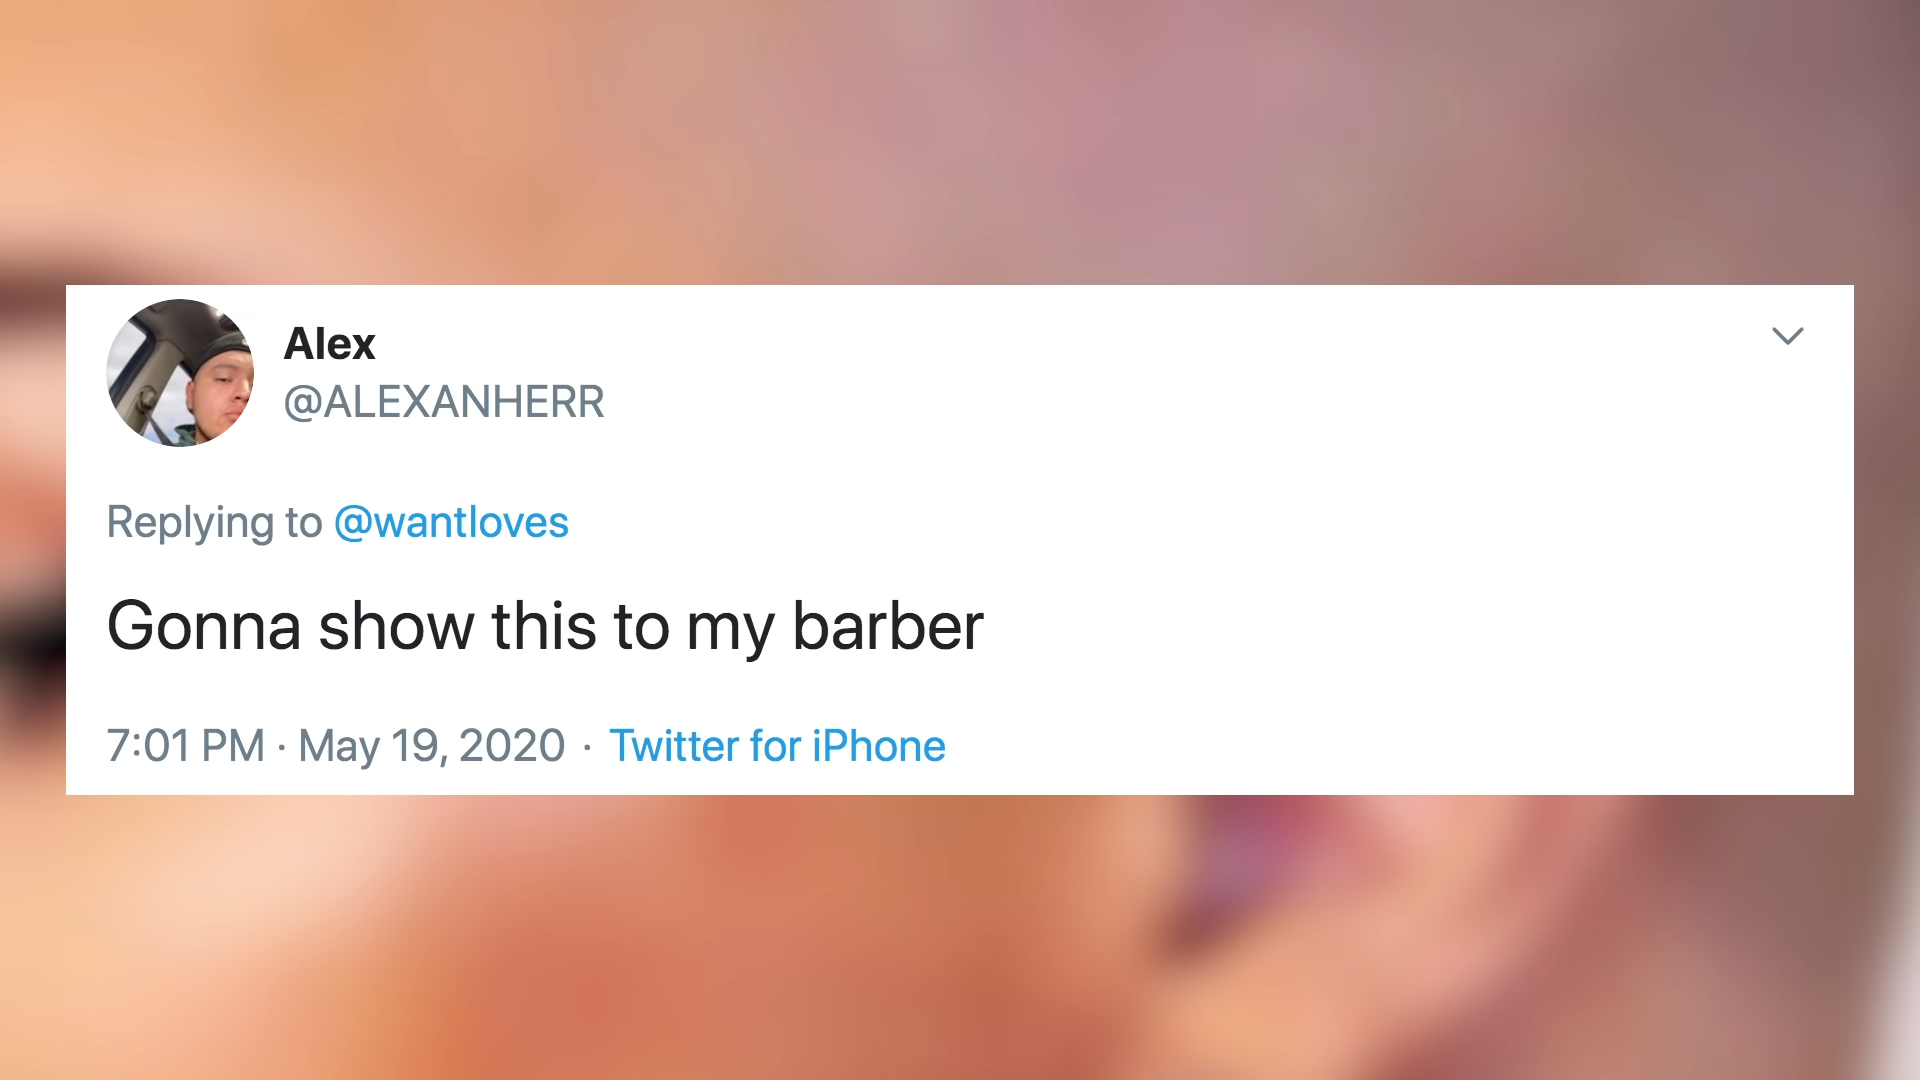 Alex
@ALEXANHERR
Replying to @wantloves
Gonna show this to my barber
7:01 PM · May 19, 2020 · Twitter for iPhone